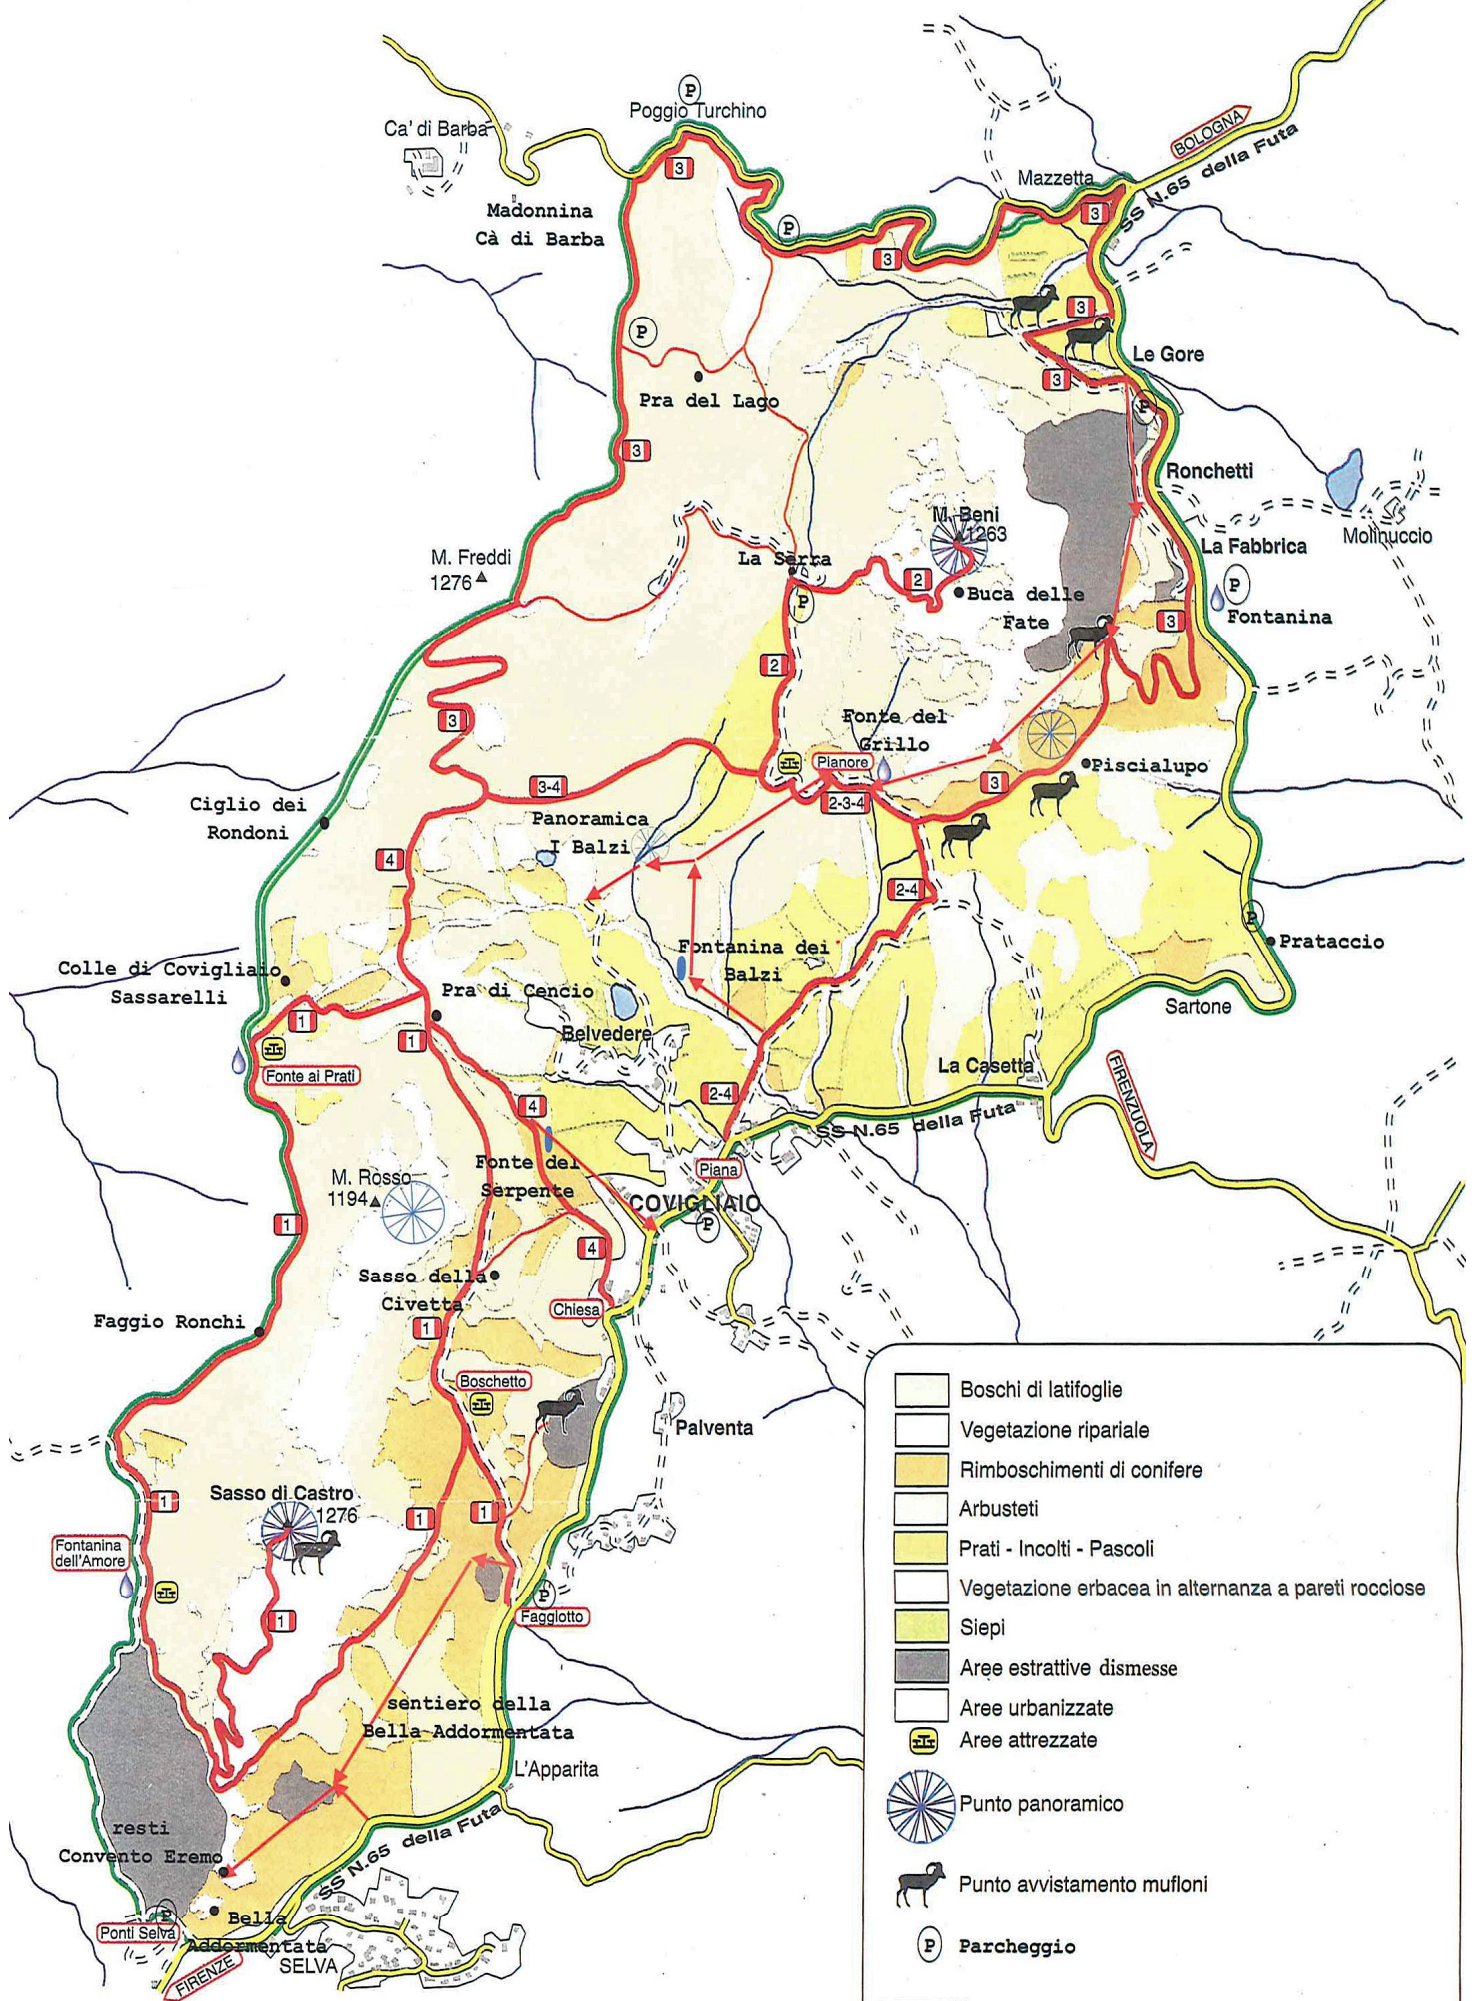 P
Poggio Turchino
Ca' di Barba
BOLOGNA
SS N.65 della Futa
3
Mazzetta
Madonnina
Cà di Barba
3
P
3
3
P
Le Gore
3
Pra del Lago
P
3
Ronchetti
M. Beni
1263
Molinuccio
M. Freddi
1276
La Serra
La Fabbrica
P
2
Buca delle
Fate
P
Fontanina
3
2
Fonte del
Grillo
3
Pianore
Piscialupo
3-4
2-3-4
3
Ciglio dei
Rondoni
Panoramica
I Balzi
4
2-4
P
Prataccio
Fontanina dei
Balzi
Colle di Covigliaio
Sassarelli
Pra di Cencio
Sartone
1
1
Belvedere
Fonte ai Prati
La Casetta
FIRENZUOLA
2-4
4
SS N.65 della Futa
Fonte del
Serpente
Piana
M. Rosso
1194
COVIGLIAIO
P
1
4
Sasso della
Civetta
Chiesa
Faggio Ronchi
1
Boschetto
Palventa
Sasso di Castro
1276
1
1
1
Fontanina
dell'Amore
P
Faggiotto
1
sentiero della
Bella Addormentata
L'Apparita
resti
Convento Eremo
SS N.65 della Futa
P
Ponti Selva
Bella
Addormentata
SELVA
FIRENZE
Boschi di latifoglie
Vegetazione ripariale
Rimboschimenti di conifere
Arbusteti
Prati - Incolti - Pascoli
Vegetazione erbacea in alternanza a pareti rocciose
Siepi
Aree estrattive dismesse
Aree urbanizzate
Aree attrezzate
Punto panoramico
Punto avvistamento mufloni
P Parcheggio